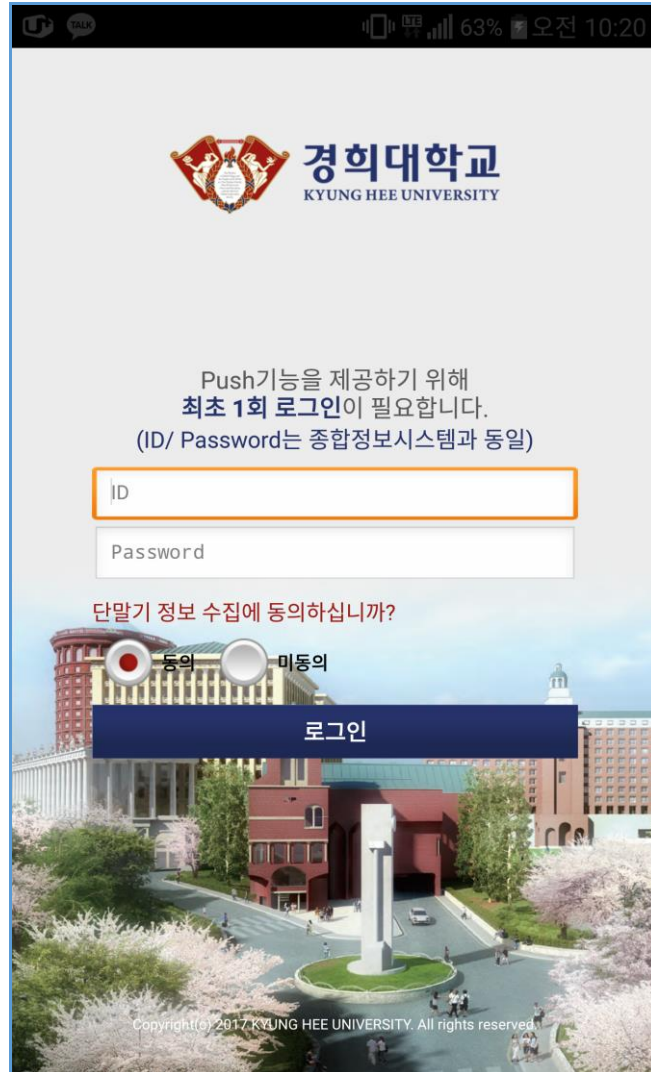 U+ TALK LTE 63% 오전 10:20
경희대학교
KYUNG HEE UNIVERSITY
Push기능을 제공하기 위해
최초 1회 로그인이 필요합니다.
(ID/ Password는 종합정보시스템과 동일)
ID
Password
단말기 정보 수집에 동의하십니까?
동의 미동의
로그인
Copyright(c) 2017 KYUNG HEE UNIVERSITY. All rights reserved.